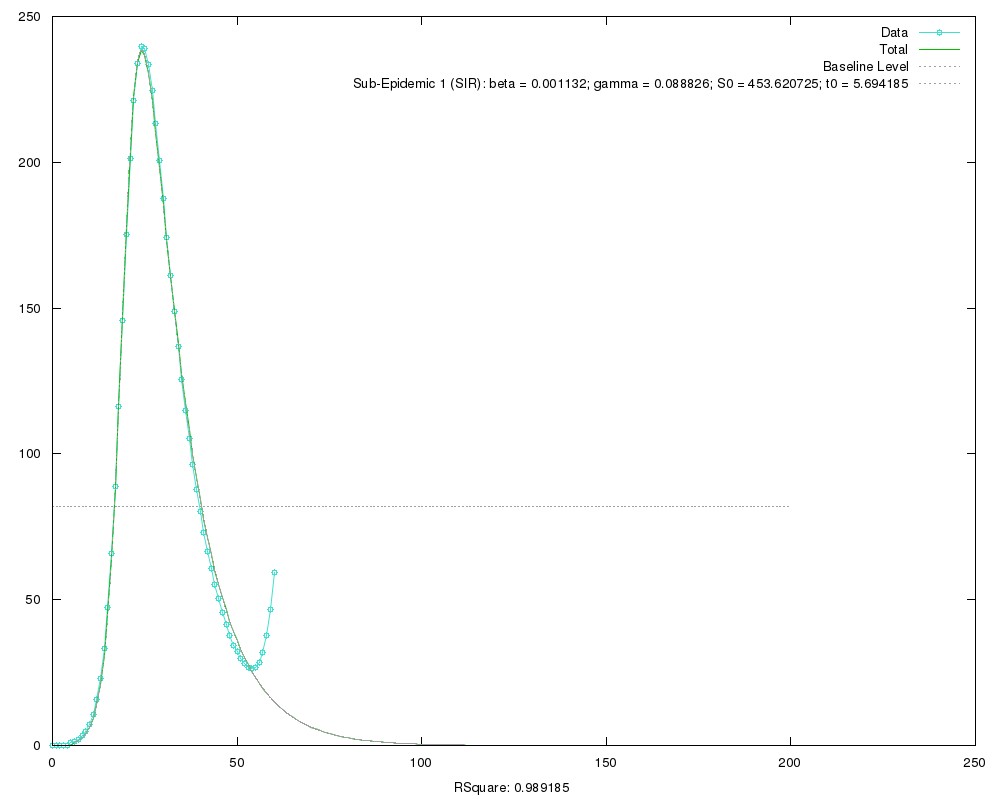 250
200
150
100
50
0
0 50 100 150 200 250
Data
Total
Baseline Level
Sub-Epidemic 1 (SIR): beta = 0.001132; gamma = 0.088826; S0 = 453.620725; t0 = 5.694185
RSquare: 0.989185